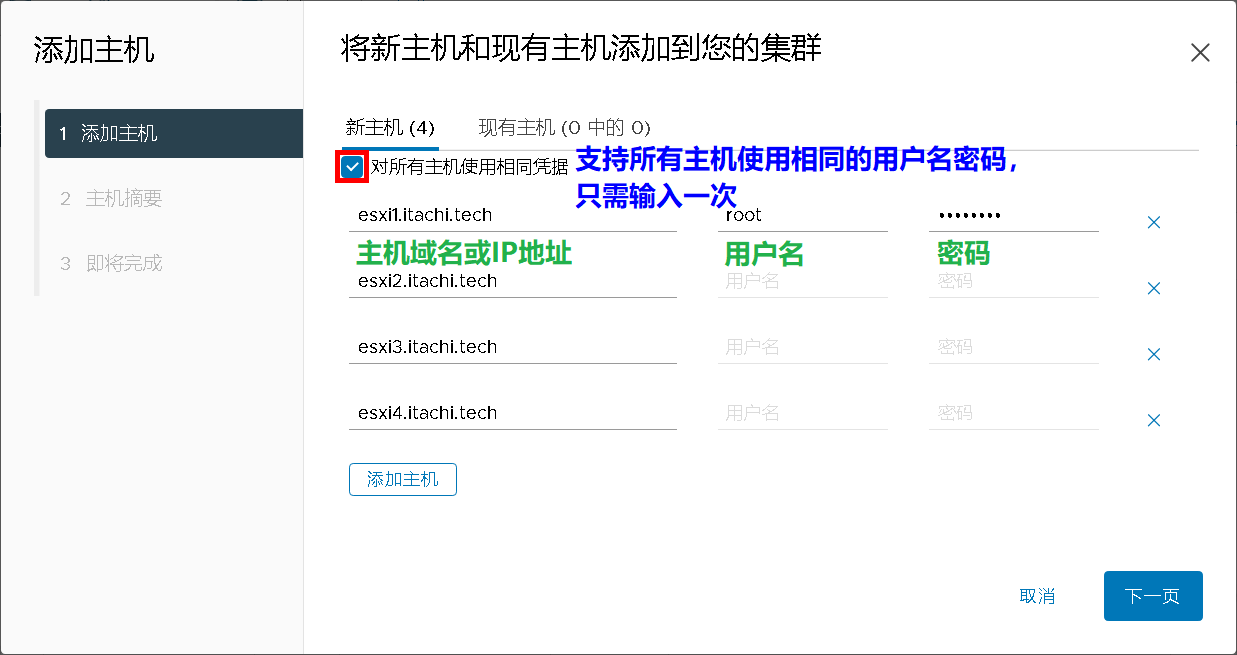 添加主机
1 添加主机
2 主机摘要
3 即将完成
将新主机和现有主机添加到您的集群
新主机 (4) 现有主机 (0 中的 0)
对所有主机使用相同凭据 支持所有主机使用相同的用户名密码，
只需输入一次
esxi1.itachi.tech root ••••••••
主机域名或IP地址 用户名 密码
esxi2.itachi.tech 用户名 密码
esxi3.itachi.tech 用户名 密码
esxi4.itachi.tech 用户名 密码
添加主机
取消 下一页